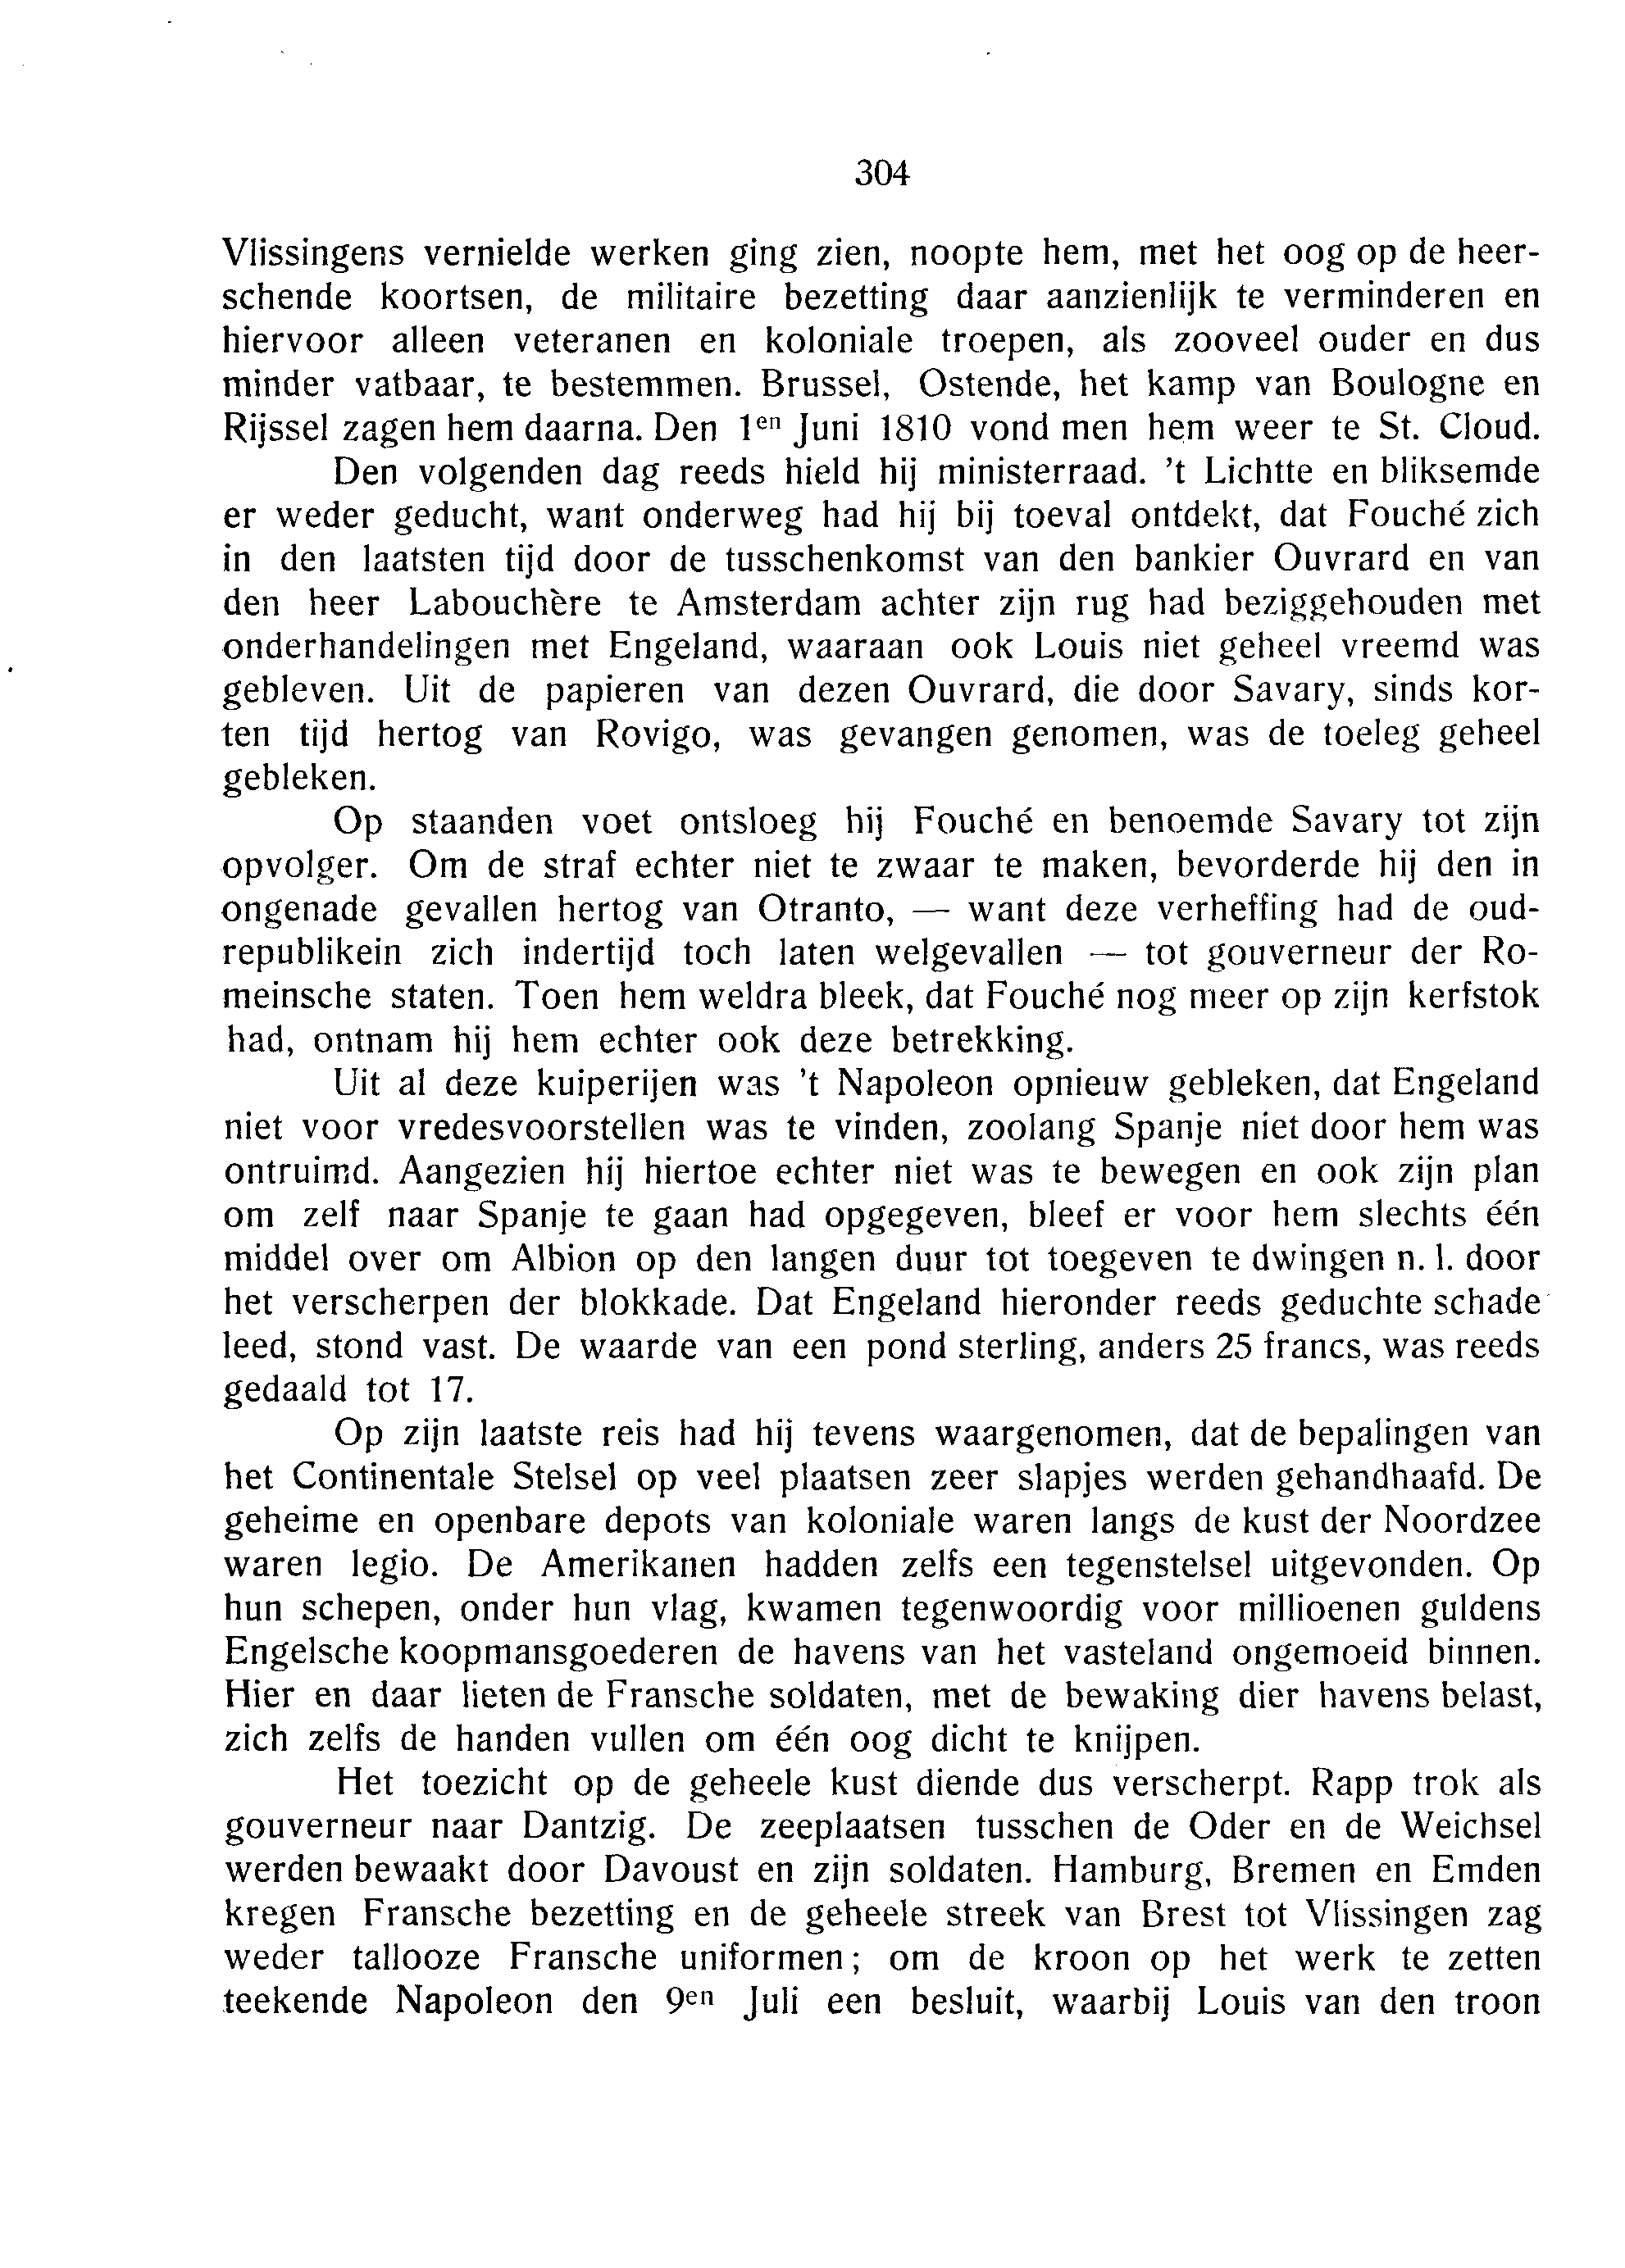 304
Vlissingens vernielde werken ging zien, noopte hem, met het oog op de heer-
schende koortsen, de militaire bezetting daar aanzienlijk te verminderen en
hiervoor alleen veteranen en koloniale troepen, als zooveel ouder en dus
minder vatbaar, te bestemmen. Brussel, Ostende, het kamp van Boulogne en
Rijssel zagen hem daarna. Den 1en Juni 1810 vond men hem weer te St. Cloud.
Den volgenden dag reeds hield hij ministerraad. 't Lichtte en bliksemde
er weder geducht, want onderweg had hij bij toeval ontdekt, dat Fouché zich
in den laatsten tijd door de tusschenkomst van den bankier Ouvrard en van
den heer Labouchère te Amsterdam achter zijn rug had beziggehouden met
onderhandelingen met Engeland, waaraan ook Louis niet geheel vreemd was
gebleven. Uit de papieren van dezen Ouvrard, die door Savary, sinds kor-
ten tijd hertog van Rovigo, was gevangen genomen, was de toeleg geheel
gebleken.
Op staanden voet ontsloeg hij Fouché en benoemde Savary tot zijn
opvolger. Om de straf echter niet te zwaar te maken, bevorderde hij den in
ongenade gevallen hertog van Otranto, — want deze verheffing had de oud-
republikein zich indertijd toch laten welgevallen — tot gouverneur der Ro-
meinsche staten. Toen hem weldra bleek, dat Fouché nog meer op zijn kerfstok
had, ontnam hij hem echter ook deze betrekking.
Uit al deze kuiperijen was 't Napoleon opnieuw gebleken, dat Engeland
niet voor vredesvoorstellen was te vinden, zoolang Spanje niet door hem was
ontruimd. Aangezien hij hiertoe echter niet was te bewegen en ook zijn plan
om zelf naar Spanje te gaan had opgegeven, bleef er voor hem slechts één
middel over om Albion op den langen duur tot toegeven te dwingen n. l. door
het verscherpen der blokkade. Dat Engeland hieronder reeds geduchte schade
leed, stond vast. De waarde van een pond sterling, anders 25 francs, was reeds
gedaald tot 17.
Op zijn laatste reis had hij tevens waargenomen, dat de bepalingen van
het Continentale Stelsel op veel plaatsen zeer slapjes werden gehandhaafd. De
geheime en openbare depots van koloniale waren langs de kust der Noordzee
waren legio. De Amerikanen hadden zelfs een tegenstelsel uitgevonden. Op
hun schepen, onder hun vlag, kwamen tegenwoordig voor millioenen guldens
Engelsche koopmansgoederen de havens van het vasteland ongemoeid binnen.
Hier en daar lieten de Fransche soldaten, met de bewaking dier havens belast,
zich zelfs de handen vullen om één oog dicht te knijpen.
Het toezicht op de geheele kust diende dus verscherpt. Rapp trok als
gouverneur naar Dantzig. De zeeplaatsen tusschen de Oder en de Weichsel
werden bewaakt door Davoust en zijn soldaten. Hamburg, Bremen en Emden
kregen Fransche bezetting en de geheele streek van Brest tot Vlissingen zag
weder tallooze Fransche uniformen; om de kroon op het werk te zetten
teekende Napoleon den 9en Juli een besluit, waarbij Louis van den troon